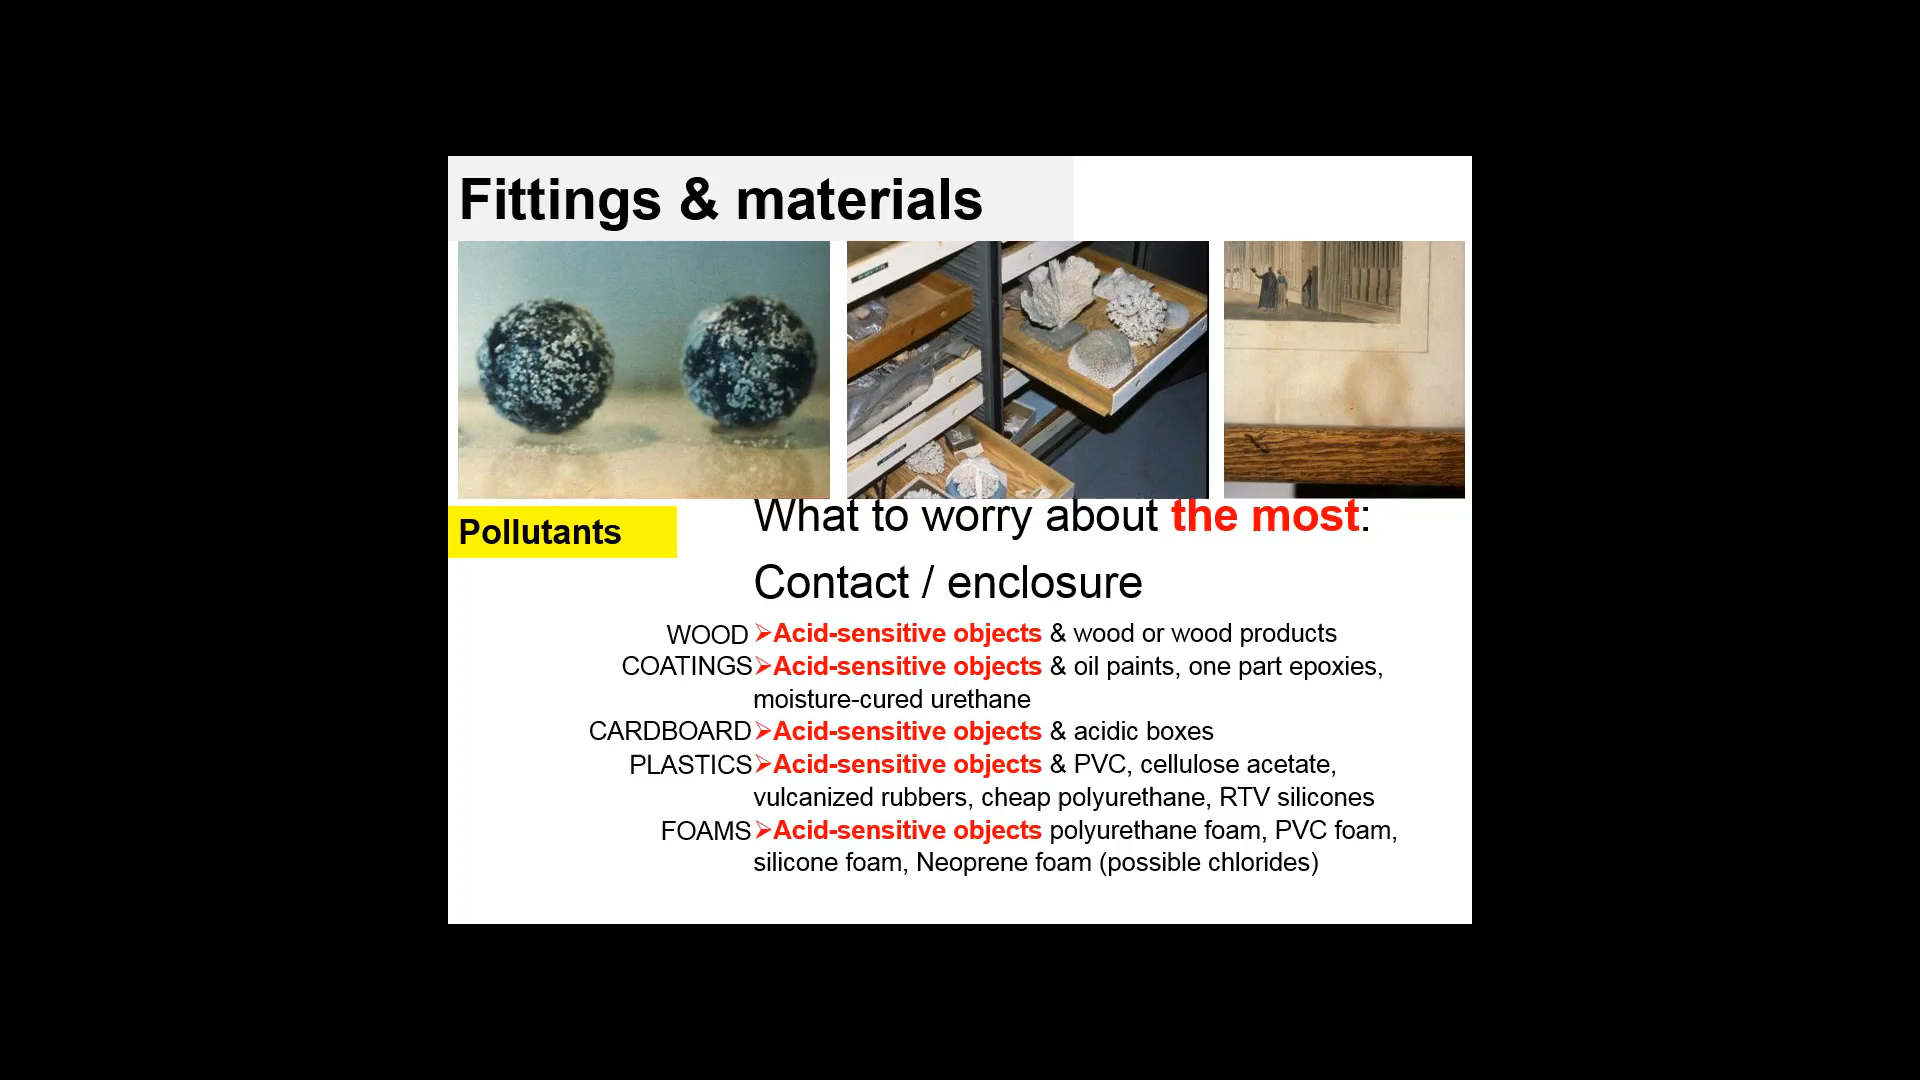 Fittings & materials
Pollutants
What to worry about the most:
Contact / enclosure
WOOD ➢Acid-sensitive objects & wood or wood products
COATINGS ➢Acid-sensitive objects & oil paints, one part epoxies,
moisture-cured urethane
CARDBOARD ➢Acid-sensitive objects & acidic boxes
PLASTICS ➢Acid-sensitive objects & PVC, cellulose acetate,
vulcanized rubbers, cheap polyurethane, RTV silicones
FOAMS ➢Acid-sensitive objects polyurethane foam, PVC foam,
silicone foam, Neoprene foam (possible chlorides)